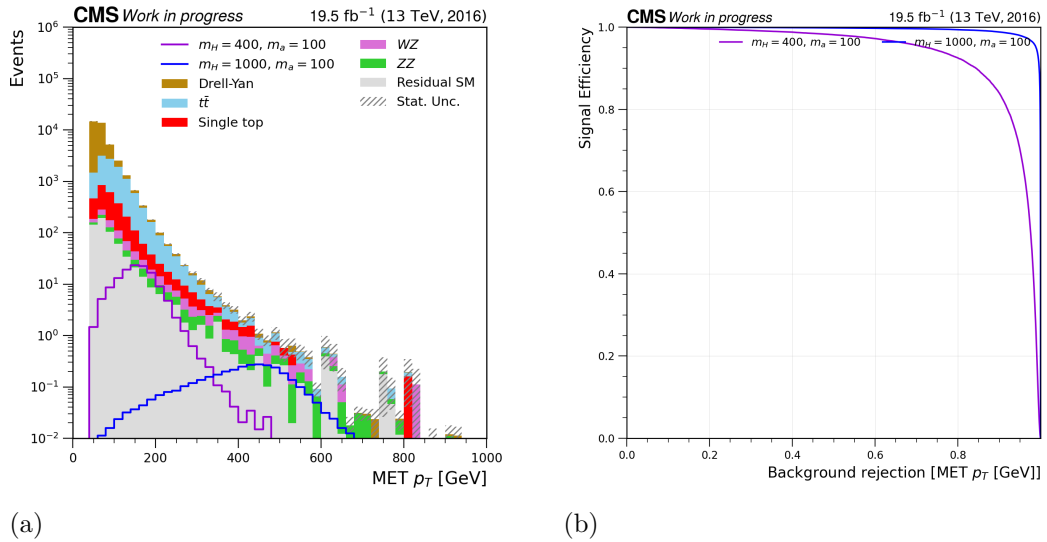 CMS Work in progress 19.5 fb⁻¹ (13 TeV, 2016)
Events
10⁶
10⁵
10⁴
10³
10²
10¹
10⁰
10⁻¹
10⁻²
m_H = 400, m_a = 100
m_H = 1000, m_a = 100
Drell-Yan
tt̄
Single top
WZ
ZZ
Residual SM
Stat. Unc.
0 200 400 600 800 1000
MET p_T [GeV]
(a)
CMS Work in progress 19.5 fb⁻¹ (13 TeV, 2016)
Signal Efficiency
m_H = 400, m_a = 100 m_H = 1000, m_a = 100
1.0
0.8
0.6
0.4
0.2
0.0
0.0 0.2 0.4 0.6 0.8
Background rejection [MET p_T [GeV]]
(b)